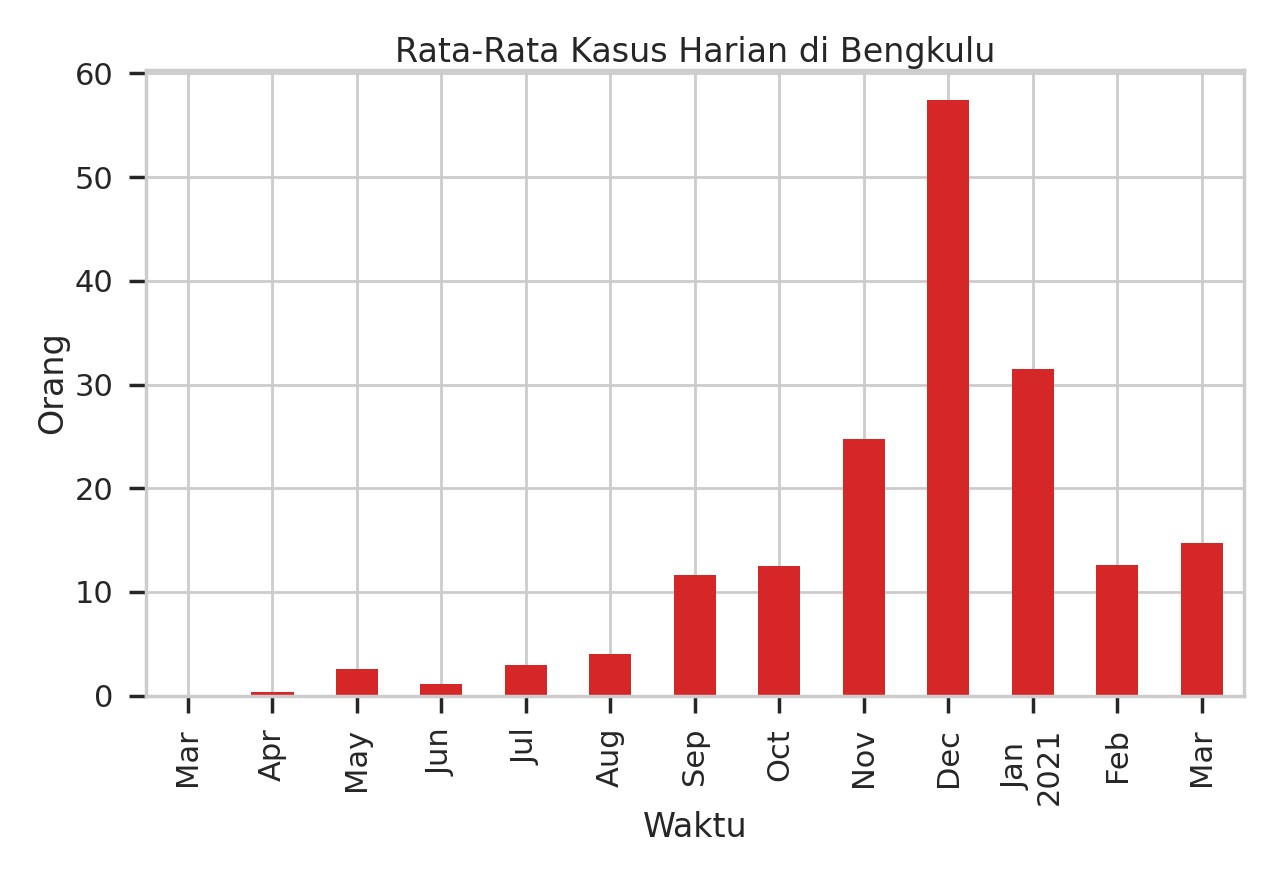 Rata-Rata Kasus Harian di Bengkulu
60
50
40
30
20
10
0
Orang
Mar
Apr
May
Jun
Jul
Aug
Sep
Oct
Nov
Dec
Jan
2021
Feb
Mar
Waktu